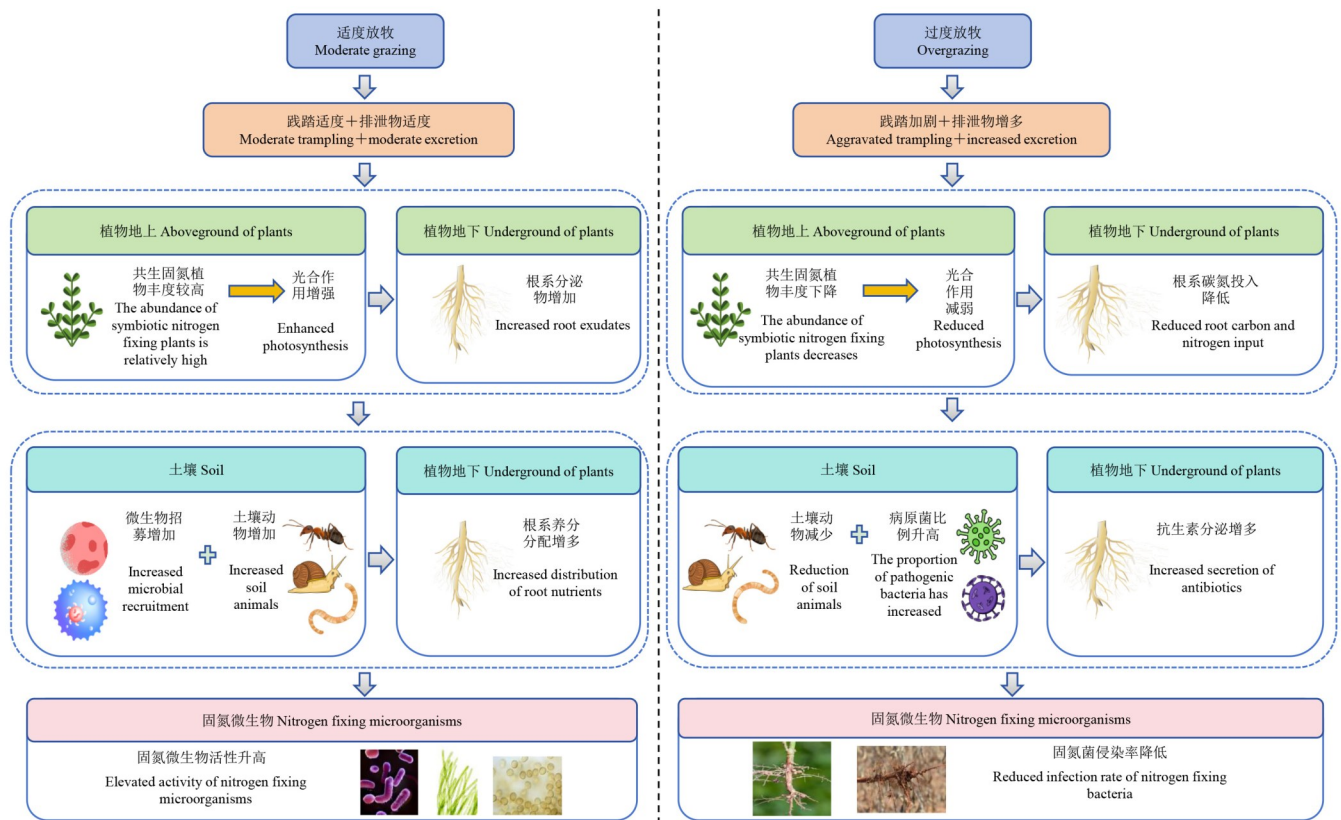 适度放牧
Moderate grazing
践踏适度＋排泄物适度
Moderate trampling＋moderate excretion
植物地上 Aboveground of plants
共生固氮植
物丰度较高
The abundance of
symbiotic nitrogen
fixing plants is
relatively high
光合作
用增强
Enhanced
photosynthesis
植物地下 Underground of plants
根系分泌
物增加
Increased root exudates
土壤 Soil
微生物招
募增加
Increased
microbial
recruitment
土壤动
物增加
Increased
soil
animals
植物地下 Underground of plants
根系养分
分配增多
Increased distribution
of root nutrients
固氮微生物 Nitrogen fixing microorganisms
固氮微生物活性升高
Elevated activity of nitrogen fixing
microorganisms
过度放牧
Overgrazing
践踏加剧＋排泄物增多
Aggravated trampling＋increased excretion
植物地上 Aboveground of plants
共生固氮植
物丰度下降
The abundance of
symbiotic nitrogen fixing
plants decreases
光合
作用
减弱
Reduced
photosynthesis
植物地下 Underground of plants
根系碳氮投入
降低
Reduced root carbon and
nitrogen input
土壤 Soil
土壤动
物减少
Reduction
of soil
animals
病原菌比
例升高
The proportion
of pathogenic
bacteria has
increased
植物地下 Underground of plants
抗生素分泌增多
Increased secretion of
antibiotics
固氮微生物 Nitrogen fixing microorganisms
固氮菌侵染率降低
Reduced infection rate of nitrogen fixing
bacteria